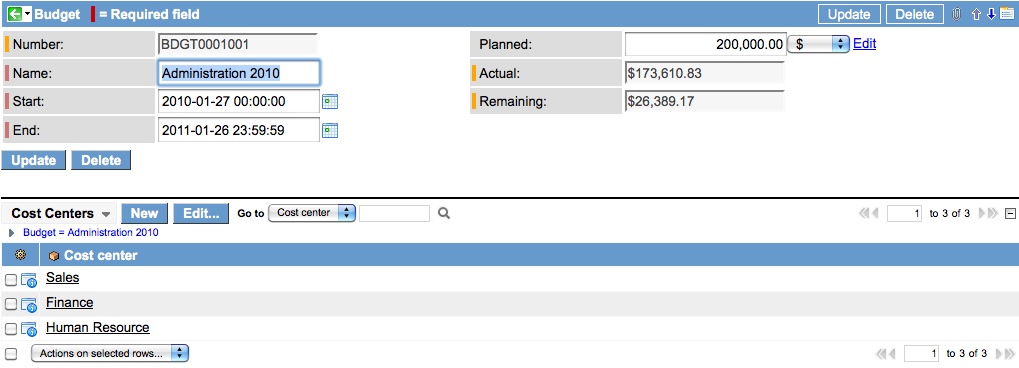 Budget = Required field Update Delete
Number: BDGT0001001 Planned: 200,000.00 $ Edit
Name: Administration 2010 Actual: $173,610.83
Start: 2010-01-27 00:00:00 Remaining: $26,389.17
End: 2011-01-26 23:59:59
Update Delete
Cost Centers New Edit... Go to Cost center 1 to 3 of 3
Budget = Administration 2010
Cost center
Sales
Finance
Human Resource
Actions on selected rows... 1 to 3 of 3